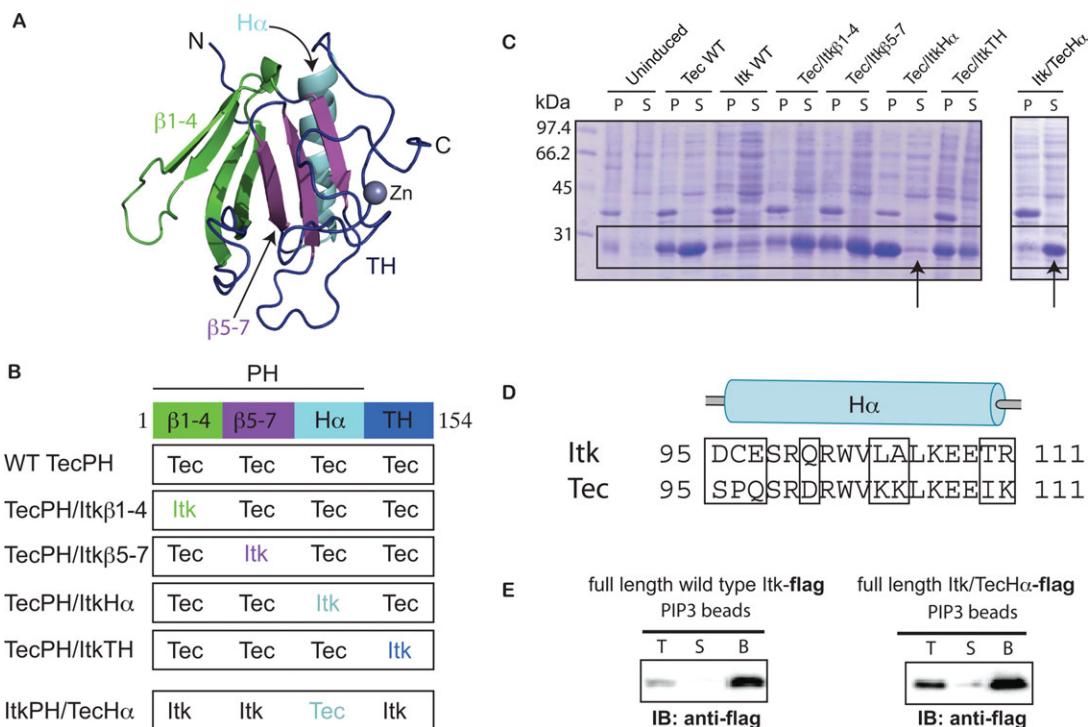 A
Hα
N
β1-4
C
Zn
TH
β5-7
B
PH
1 β1-4 β5-7 Hα TH 154
WT TecPH Tec Tec Tec Tec
TecPH/Itkβ1-4 Itk Tec Tec Tec
TecPH/Itkβ5-7 Tec Itk Tec Tec
TecPH/ItkHα Tec Tec Itk Tec
TecPH/ItkTH Tec Tec Tec Itk
ItkPH/TecHα Itk Itk Tec Itk
C
Uninduced Tec WT Itk WT Tec/Itkβ1-4 Tec/Itkβ5-7 Tec/ItkHα Tec/ItkTH Itk/TecHα
kDa P S P S P S P S P S P S P S P S
97.4
66.2
45
31
D
Hα
Itk 95 DCESRQRWVLALKEETR 111
Tec 95 SPQSRDRWVKKLKEEIK 111
E
full length wild type Itk-flag full length Itk/TecHα-flag
PIP3 beads PIP3 beads
T S B T S B
IB: anti-flag IB: anti-flag